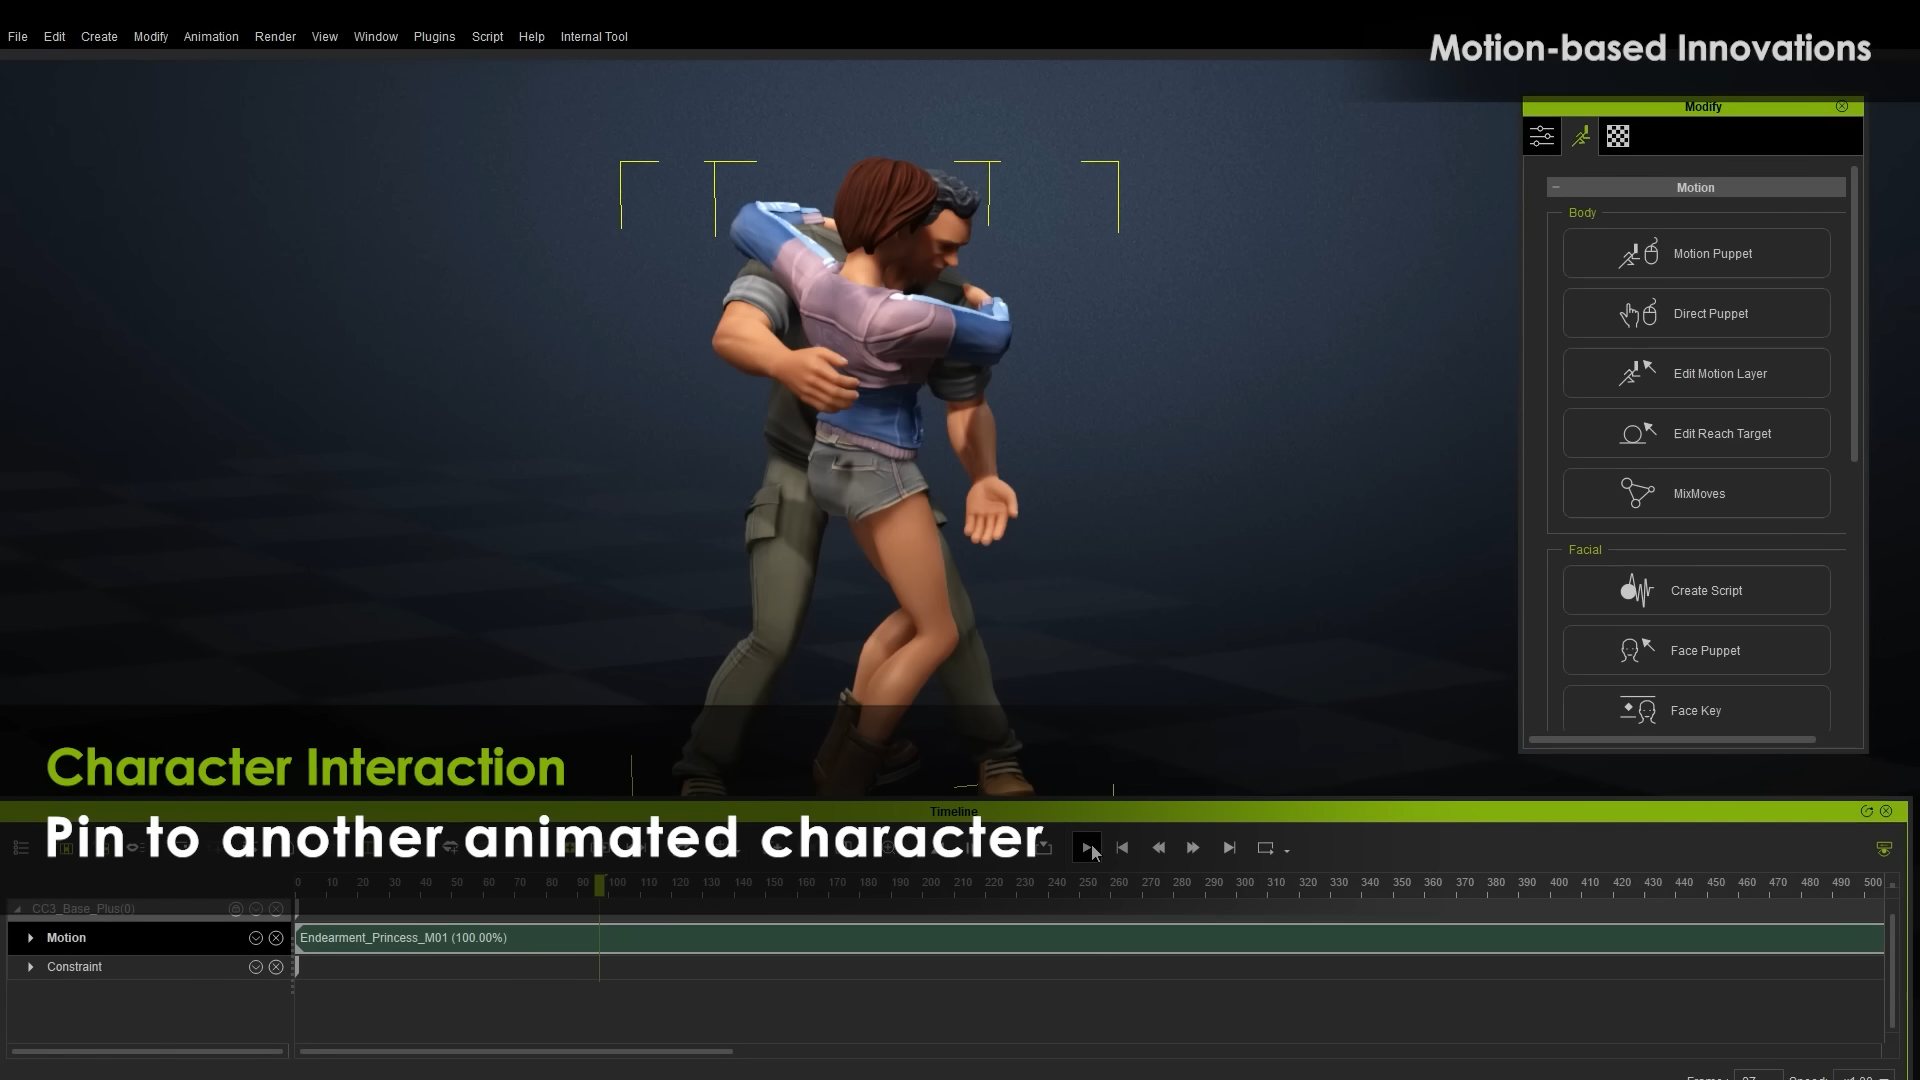 File Edit Create Modify Animation Render View Window Plugins Script Help Internal Tool
Motion-based Innovations
Modify
Motion
Body
Motion Puppet
Direct Puppet
Edit Motion Layer
Edit Reach Target
MixMoves
Facial
Create Script
Face Puppet
Face Key
Character Interaction
Timeline
Pin to another animated character
0 10 20 30 40 50 60 70 80 90 100 110 120 130 140 150 160 170 180 190 200 210 220 230 240 250 260 270 280 290 300 310 320 330 340 350 360 370 380 390 400 410 420 430 440 450 460 470 480 490 500
CC3_Base_Plus(0)
Motion
Endearment_Princess_M01 (100.00%)
Constraint